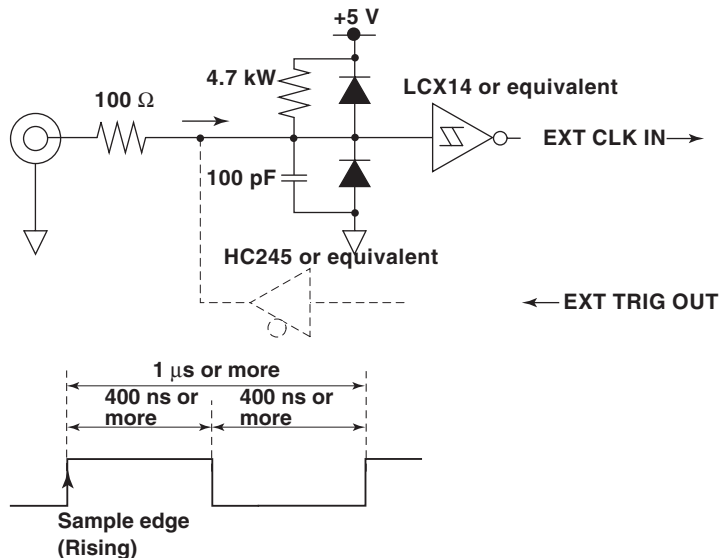 +5 V
4.7 kW
LCX14 or equivalent
100 Ω
EXT CLK IN
100 pF
HC245 or equivalent
EXT TRIG OUT
1 μs or more
400 ns or
more
400 ns or
more
Sample edge
(Rising)